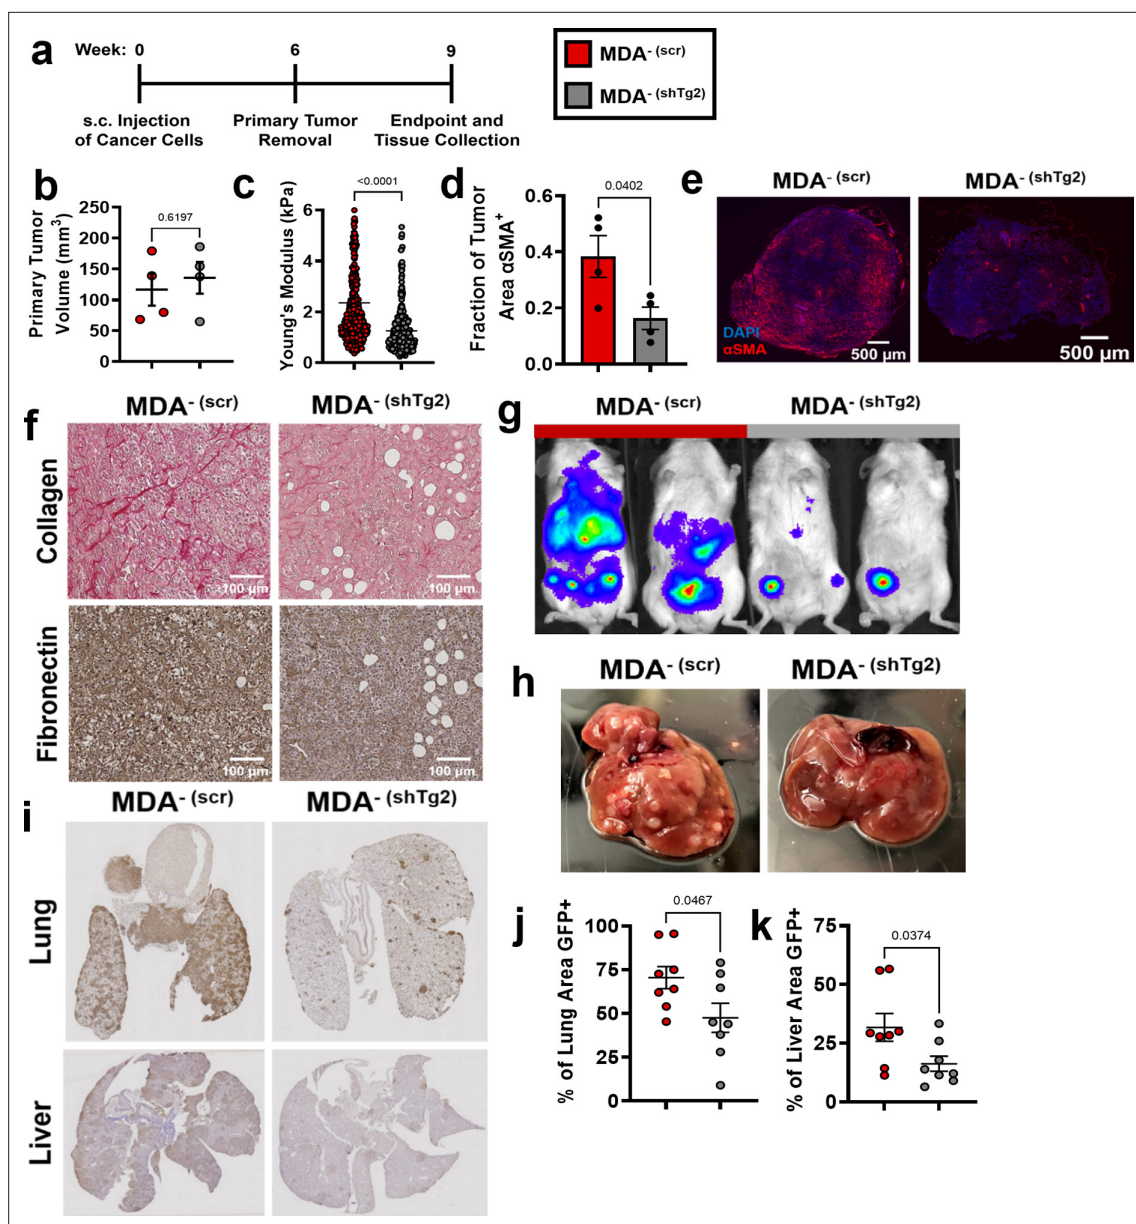 a
Week: 0 6 9
s.c. Injection
of Cancer Cells
Primary Tumor
Removal
Endpoint and
Tissue Collection
MDA- (scr)
MDA- (shTg2)
b
Primary Tumor
Volume (mm3)
250
200
150
100
50
0
0.6197
c
Young's Modulus (kPa)
6
4
2
0
<0.0001
d
Fraction of Tumor
Area αSMA+
0.6
0.4
0.2
0.0
0.0402
e
MDA- (scr)
MDA- (shTg2)
DAPI
αSMA
500 µm
500 µm
f
MDA- (scr)
MDA- (shTg2)
Collagen
100 µm
100 µm
Fibronectin
100 µm
100 µm
g
MDA- (scr)
MDA- (shTg2)
h
MDA- (scr)
MDA- (shTg2)
i
MDA- (scr)
MDA- (shTg2)
Lung
Liver
j
% of Lung Area GFP+
100
75
50
25
0
0.0467
k
% of Liver Area GFP+
75
50
25
0
0.0374